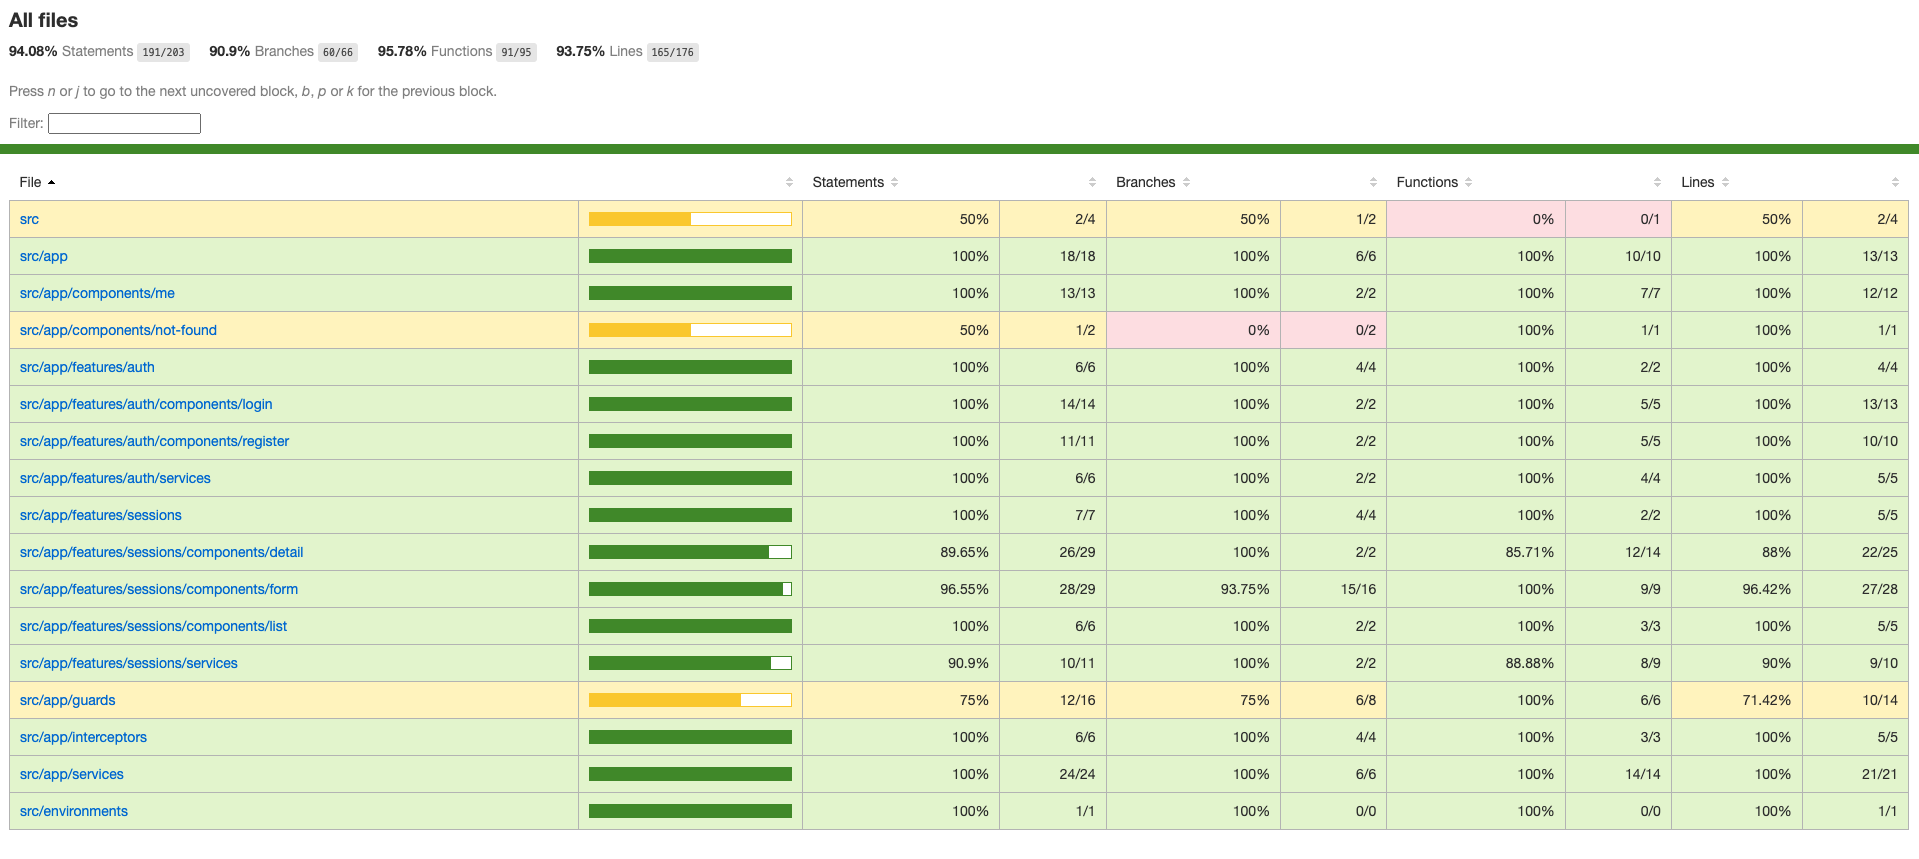 All files
94.08% Statements 191/203 90.9% Branches 60/66 95.78% Functions 91/95 93.75% Lines 165/176
Press n or j to go to the next uncovered block, b, p or k for the previous block.
Filter:
File Statements Branches Functions Lines
src 50% 2/4 50% 1/2 0% 0/1 50% 2/4
src/app 100% 18/18 100% 6/6 100% 10/10 100% 13/13
src/app/components/me 100% 13/13 100% 2/2 100% 7/7 100% 12/12
src/app/components/not-found 50% 1/2 0% 0/2 100% 1/1 100% 1/1
src/app/features/auth 100% 6/6 100% 4/4 100% 2/2 100% 4/4
src/app/features/auth/components/login 100% 14/14 100% 2/2 100% 5/5 100% 13/13
src/app/features/auth/components/register 100% 11/11 100% 2/2 100% 5/5 100% 10/10
src/app/features/auth/services 100% 6/6 100% 2/2 100% 4/4 100% 5/5
src/app/features/sessions 100% 7/7 100% 4/4 100% 2/2 100% 5/5
src/app/features/sessions/components/detail 89.65% 26/29 100% 2/2 85.71% 12/14 88% 22/25
src/app/features/sessions/components/form 96.55% 28/29 93.75% 15/16 100% 9/9 96.42% 27/28
src/app/features/sessions/components/list 100% 6/6 100% 2/2 100% 3/3 100% 5/5
src/app/features/sessions/services 90.9% 10/11 100% 2/2 88.88% 8/9 90% 9/10
src/app/guards 75% 12/16 75% 6/8 100% 6/6 71.42% 10/14
src/app/interceptors 100% 6/6 100% 4/4 100% 3/3 100% 5/5
src/app/services 100% 24/24 100% 6/6 100% 14/14 100% 21/21
src/environments 100% 1/1 100% 0/0 100% 0/0 100% 1/1